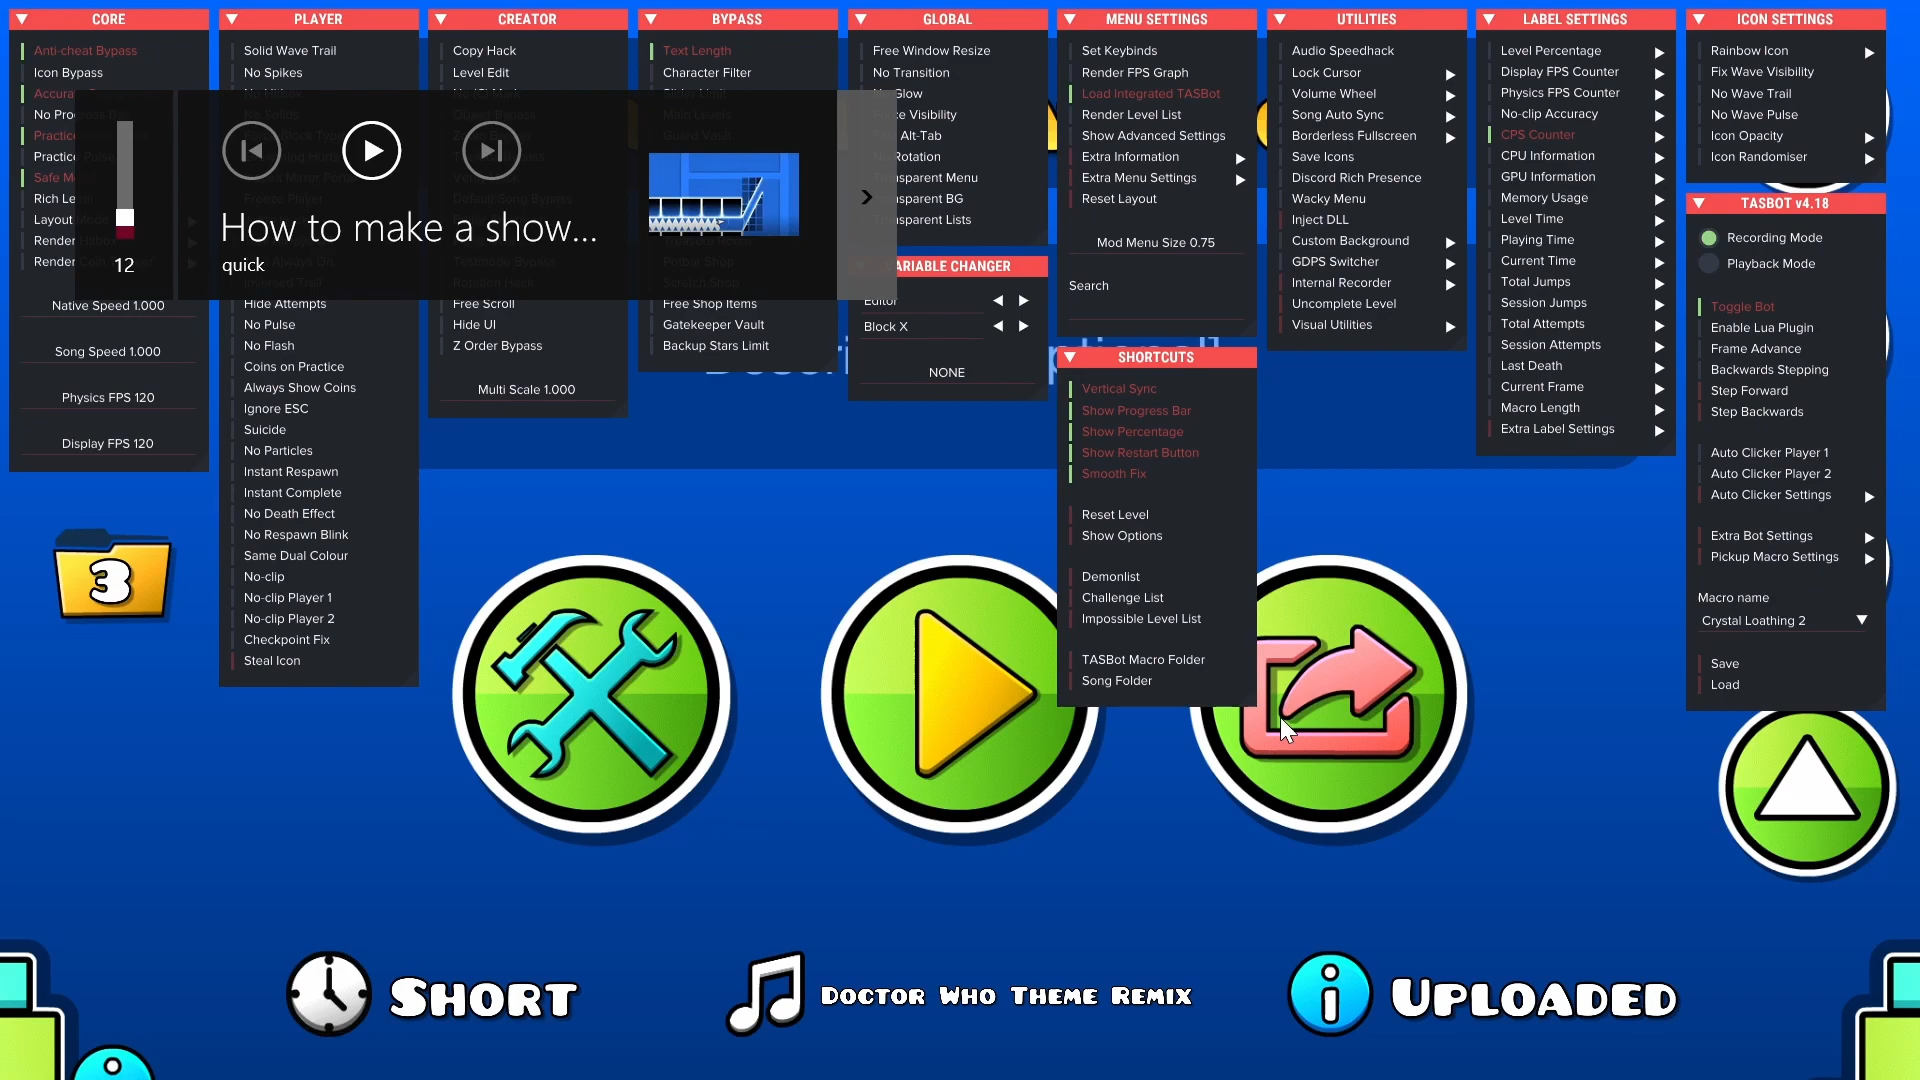 CORE
Anti-cheat Bypass
Icon Bypass
Native Speed 1.000
Song Speed 1.000
Physics FPS 120
Display FPS 120
PLAYER
Solid Wave Trail
No Spikes
Hide Attempts
No Pulse
No Flash
Coins on Practice
Always Show Coins
Ignore ESC
Suicide
No Particles
Instant Respawn
Instant Complete
No Death Effect
No Respawn Blink
Same Dual Colour
No-clip
No-clip Player 1
No-clip Player 2
Checkpoint Fix
Steal Icon
CREATOR
Copy Hack
Level Edit
Free Scroll
Hide UI
Z Order Bypass
Multi Scale 1.000
BYPASS
Text Length
Character Filter
Free Shop Items
Gatekeeper Vault
Backup Stars Limit
12
How to make a show...
quick
GLOBAL
Free Window Resize
No Transition
Glow
Visibility
Alt-Tab
Rotation
Menu
BG
Lists
VARIABLE CHANGER
Editor
Block X
NONE
MENU SETTINGS
Set Keybinds
Render FPS Graph
Load Integrated TASBot
Render Level List
Show Advanced Settings
Extra Information
Extra Menu Settings
Reset Layout
Mod Menu Size 0.75
Search
SHORTCUTS
Vertical Sync
Show Progress Bar
Show Percentage
Show Restart Button
Smooth Fix
Reset Level
Show Options
Demonlist
Challenge List
Impossible Level List
TASBot Macro Folder
Song Folder
UTILITIES
Audio Speedhack
Lock Cursor
Volume Wheel
Song Auto Sync
Borderless Fullscreen
Save Icons
Discord Rich Presence
Wacky Menu
Inject DLL
Custom Background
GDPS Switcher
Internal Recorder
Uncomplete Level
Visual Utilities
LABEL SETTINGS
Level Percentage
Display FPS Counter
Physics FPS Counter
No-clip Accuracy
CPS Counter
CPU Information
GPU Information
Memory Usage
Level Time
Playing Time
Current Time
Total Jumps
Session Jumps
Total Attempts
Session Attempts
Last Death
Current Frame
Macro Length
Extra Label Settings
ICON SETTINGS
Rainbow Icon
Fix Wave Visibility
No Wave Trail
No Wave Pulse
Icon Opacity
Icon Randomiser
TASBOT v4.18
Recording Mode
Playback Mode
Toggle Bot
Enable Lua Plugin
Frame Advance
Backwards Stepping
Step Forward
Step Backwards
Auto Clicker Player 1
Auto Clicker Player 2
Auto Clicker Settings
Extra Bot Settings
Pickup Macro Settings
Macro name
Crystal Loathing 2
Save
Load
3
SHORT
DOCTOR WHO THEME REMIX
UPLOADED